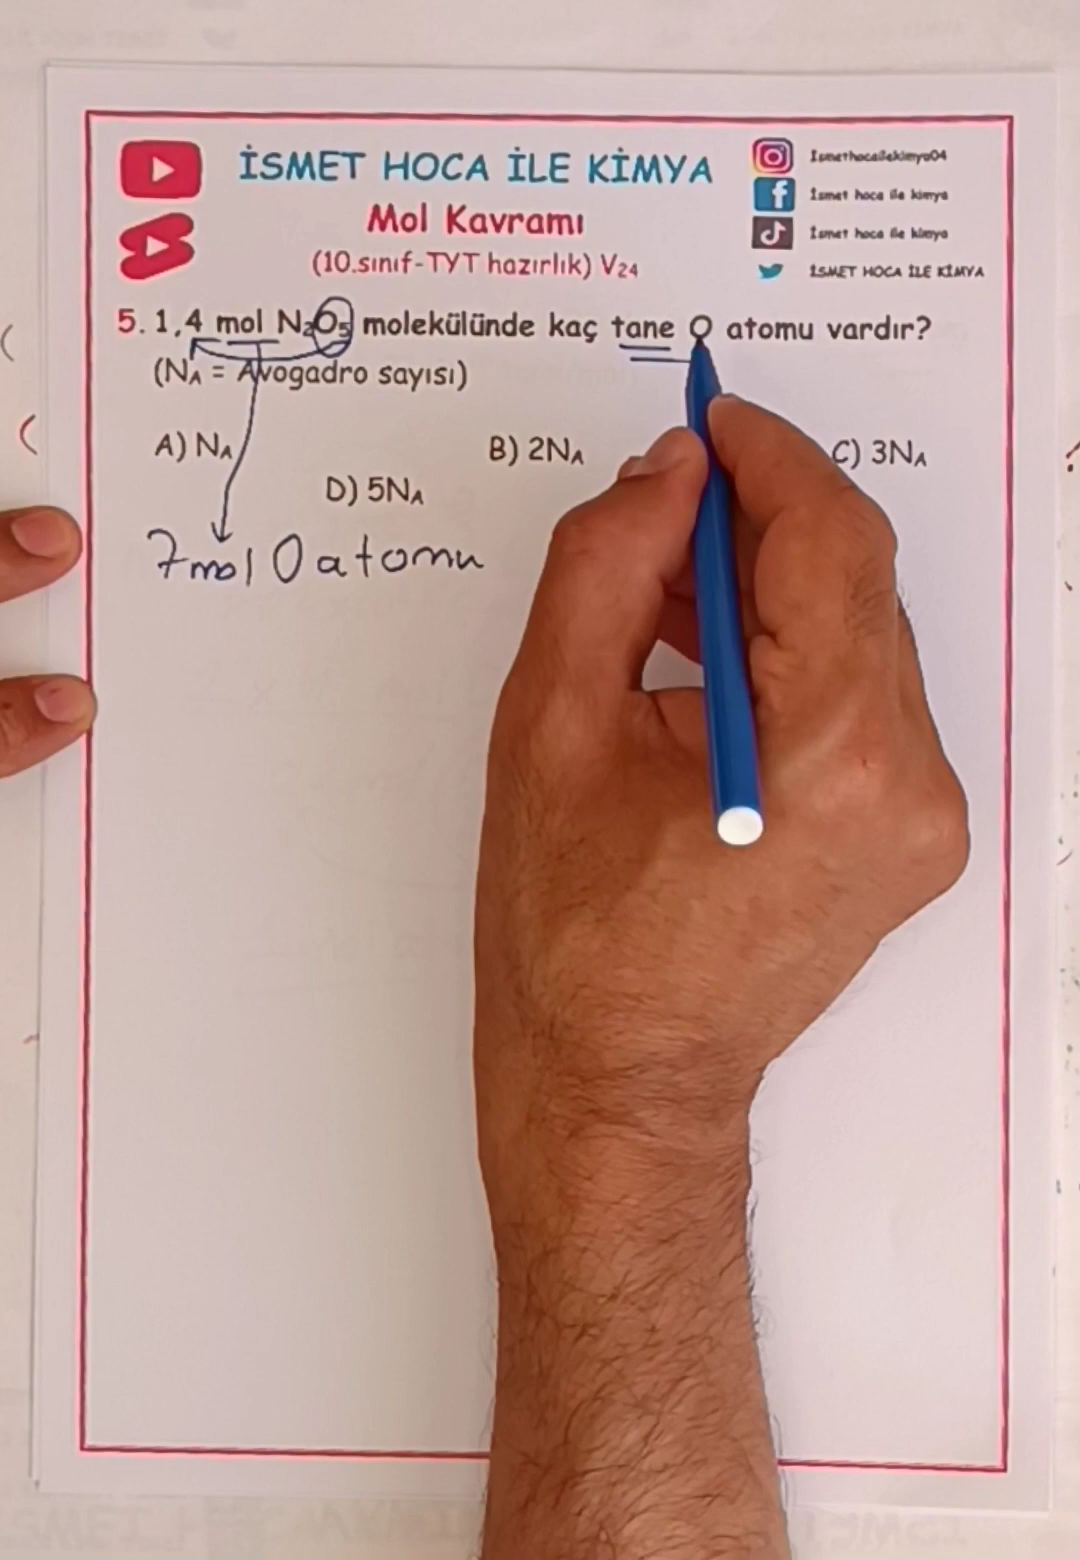 İSMET HOCA İLE KİMYA
Mol Kavramı
(10.sınıf-TYT hazırlık) V24
İsmethocailekimya04
İsmet hoca ile kimya
İsmet hoca ile kimya
İSMET HOCA İLE KİMYA
5. 1,4 mol N₂O₅ molekülünde kaç tane O atomu vardır?
(NA = Avogadro sayısı)
A) NA B) 2NA C) 3NA
D) 5NA
7mol O atomu